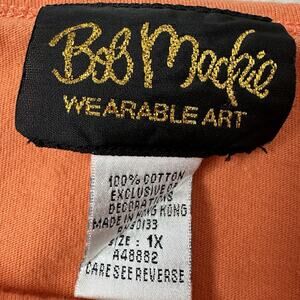 Bob Mackie
WEARABLE ART
100% COTTON
EXCLUSIVE OF
DECORATIONS
MADE IN HONG KONG
SIZE : 1X
A48882
CARE SEE REVERSE